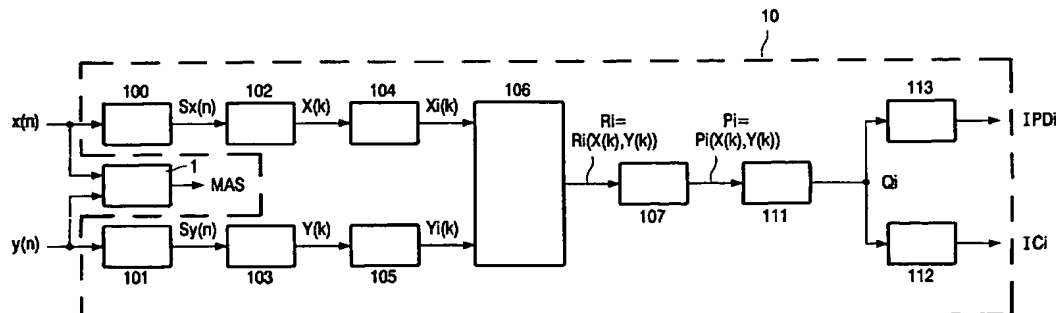 10
100 Sx(n) 102 X(k) 104 Xi(k) 106 113
x(n)
Ri=
Ri(X(k),Y(k))
Pi=
Pi(X(k),Y(k))
IPDi
1
MAS
107
111
Qi
y(n)
Sy(n) Y(k) Yi(k)
ICi
101 103 105 112